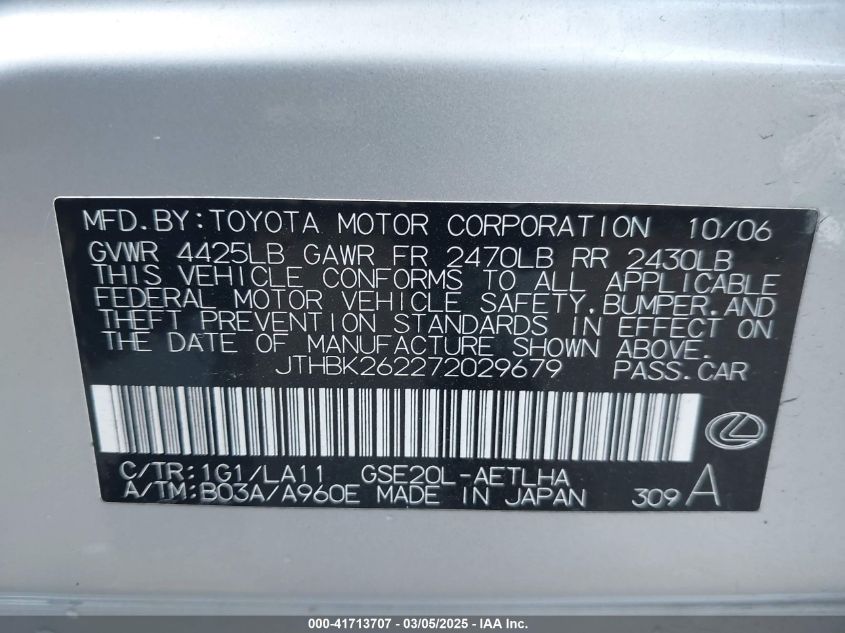 MFD.BY:TOYOTA MOTOR CORPORATION 10/06
GVWR 4425LB GAWR FR 2470LB RR 2430LB
THIS VEHICLE CONFORMS TO ALL APPLICABLE
FEDERAL MOTOR VEHICLE SAFETY,BUMPER,AND
THEFT PREVENTION STANDARDS IN EFFECT ON
THE DATE OF MANUFACTURE SHOWN ABOVE.
JTHBK262272029679 PASS.CAR
C/TR:1G1/LA11 GSE20L-AETLHA
A/TM:B03A/A960E MADE IN JAPAN 309 A
000-41713707 - 03/05/2025 - IAA Inc.